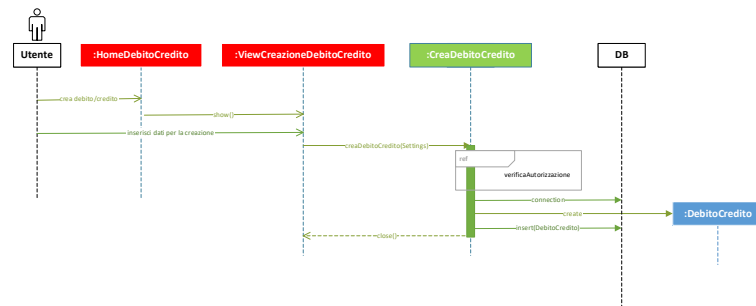 Utente
:HomeDebitoCredito
:ViewCreazioneDebitoCredito
:CreaDebitoCredito
DB
crea debito/credito
show()
inserisci dati per la creazione
creaDebitoCredito(Settings)
ref
verificaAutorizzazione
connection
create
:DebitoCredito
insert(DebitoCredito)
close()